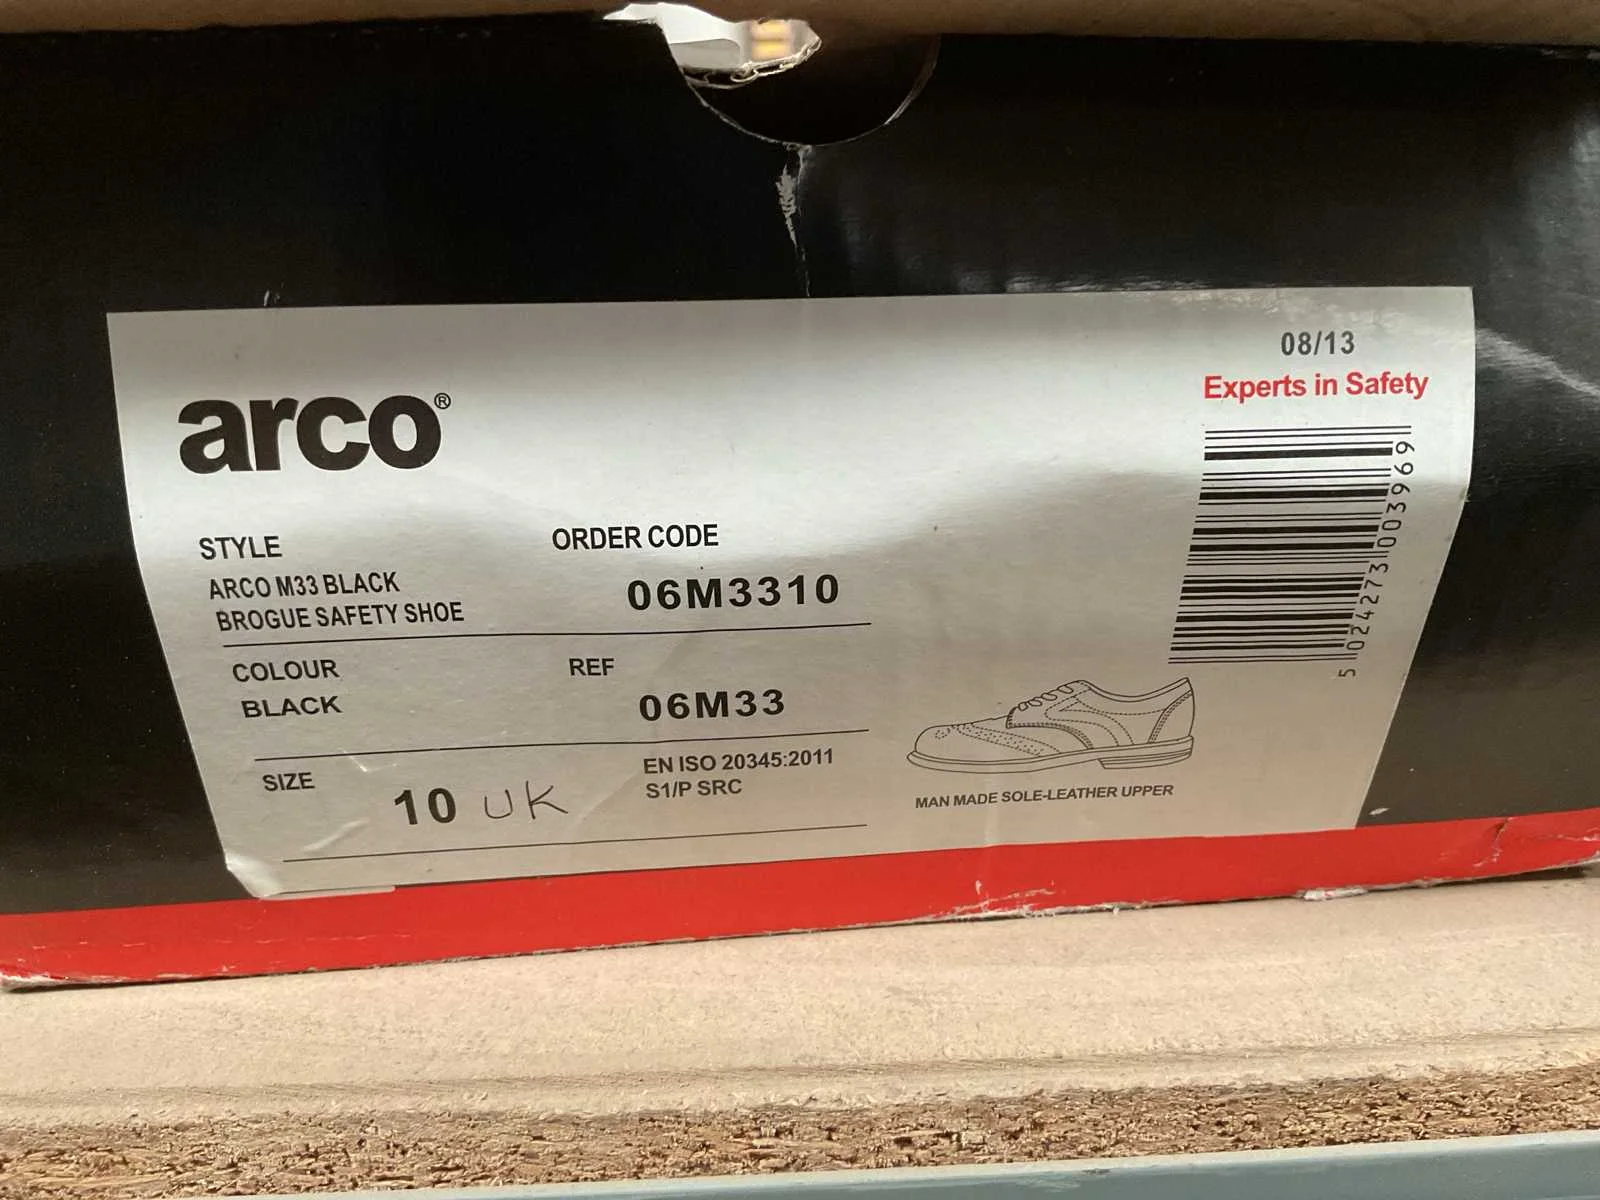 08/13
Experts in Safety
arco®
STYLE
ORDER CODE
ARCO M33 BLACK
BROGUE SAFETY SHOE
06M3310
COLOUR
REF
BLACK
06M33
SIZE
10 UK
EN ISO 20345:2011
S1/P SRC
5 024273 003969
MAN MADE SOLE-LEATHER UPPER